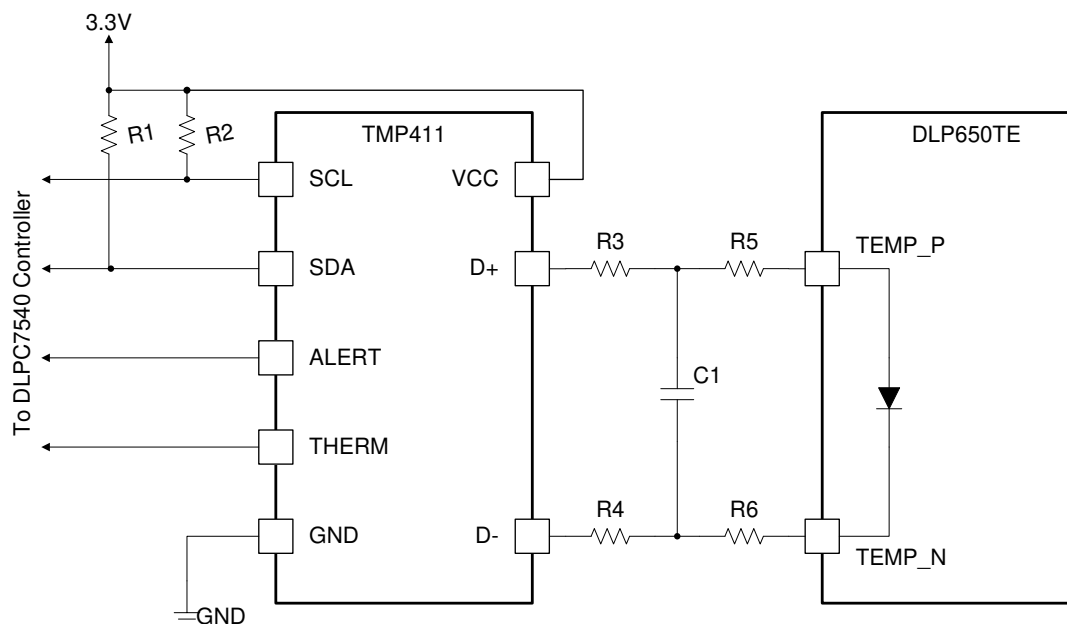 3.3V
R1
R2
TMP411
DLP650TE
SCL
VCC
R3
R5
TEMP_P
SDA
D+
To DLPC7540 Controller
ALERT
C1
THERM
R4
R6
GND
D-
TEMP_N
GND